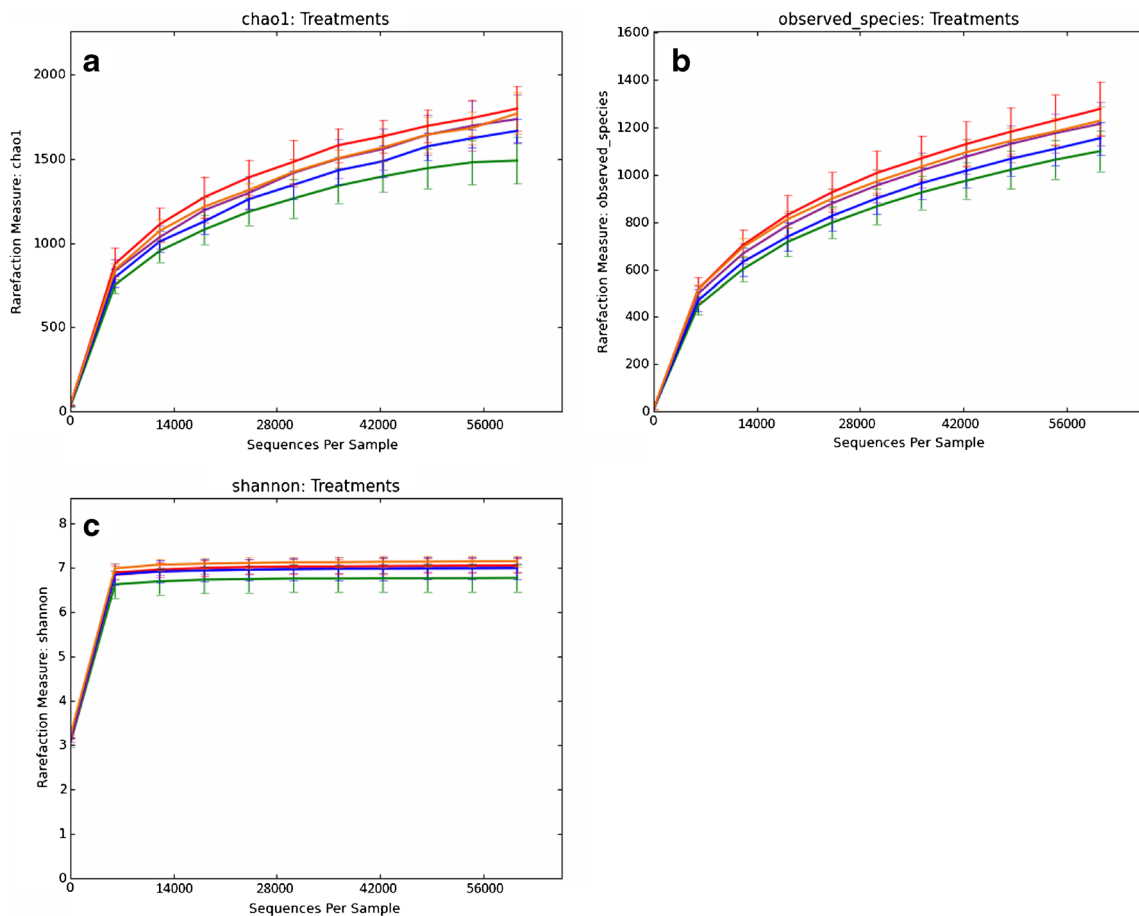 chao1: Treatments
a
Rarefaction Measure: chao1
2000
1500
1000
500
0
0 14000 28000 42000 56000
Sequences Per Sample
observed_species: Treatments
b
Rarefaction Measure: observed_species
1600
1400
1200
1000
800
600
400
200
0
0 14000 28000 42000 56000
Sequences Per Sample
shannon: Treatments
c
Rarefaction Measure: shannon
8
7
6
5
4
3
2
1
0
0 14000 28000 42000 56000
Sequences Per Sample